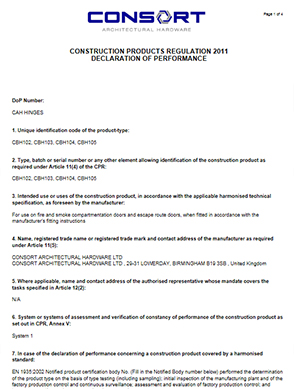 CONSORT
ARCHITECTURAL HARDWARE
Page 1 of 4
CONSTRUCTION PRODUCTS REGULATION 2011
DECLARATION OF PERFORMANCE
DoP Number:
CAH HINGES
1. Unique identification code of the product-type:
CBH102, CBH103, CBH104, CBH105
2. Type, batch or serial number or any other element allowing identification of the construction product as
required under Article 11(4) of the CPR:
CBH102, CBH103, CBH104, CBH105
3. Intended use or uses of the construction product, in accordance with the applicable harmonised technical
specification, as foreseen by the manufacturer:
For use on fire and smoke compartmentation doors and escape route doors, when fitted in accordance with the
manufacturer's fitting instructions
4. Name, registered trade name or registered trade mark and contact address of the manufacturer as required
under Article 11(5):
CONSORT ARCHITECTURAL HARDWARE LTD
CONSORT ARCHITECTURAL HARDWARE LTD , 29-31 LOWERDAY, BIRMINGHAM B19 3SB , United Kingdom
5. Where applicable, name and contact address of the authorised representative whose mandate covers the
tasks specified in Article 12(2):
N/A
6. System or systems of assessment and verification of constancy of performance of the construction product as
set out in CPR, Annex V:
System 1
7. In case of the declaration of performance concerning a construction product covered by a harmonised
standard:
EN 1935:2002 Notified product certification body No. (Fill in the Notified Body number below) performed the determination
of the product type on the basis of type testing (including sampling); initial inspection of the manufacturing plant and of the
factory production control and continuous surveillance, assessment and evaluation of factory production control, and